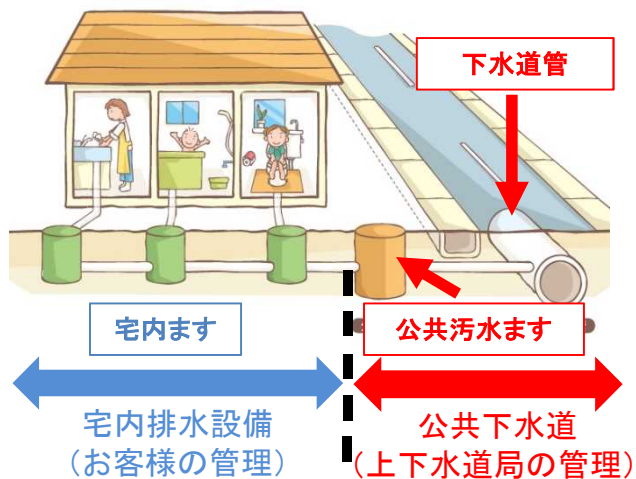 下水道管
宅内ます
公共汚水ます
宅内排水設備
（お客様の管理）
公共下水道
（上下水道局の管理）